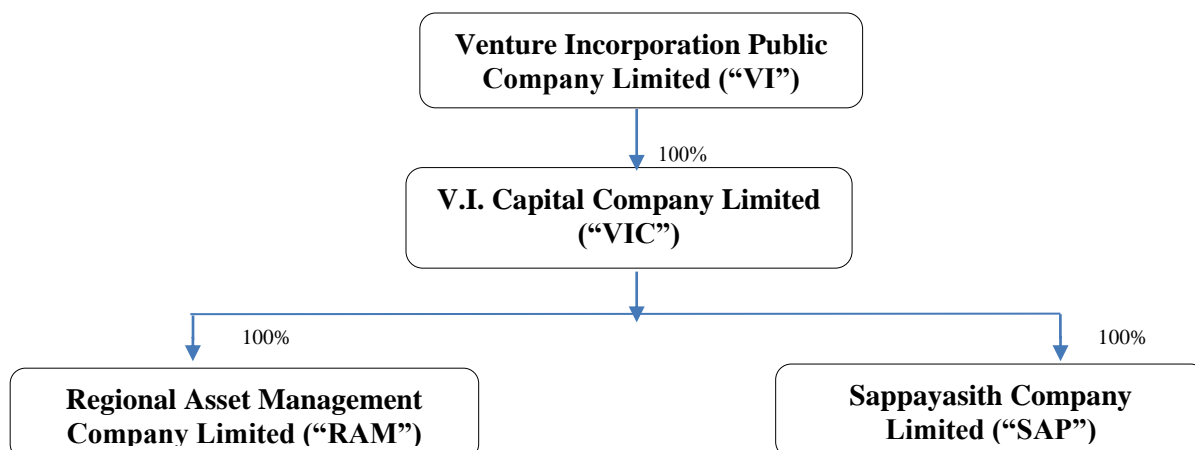 Venture Incorporation Public
Company Limited (“VI”)
100%
V.I. Capital Company Limited
(“VIC”)
100%
100%
Regional Asset Management
Company Limited (“RAM”)
Sappayasith Company
Limited (“SAP”)